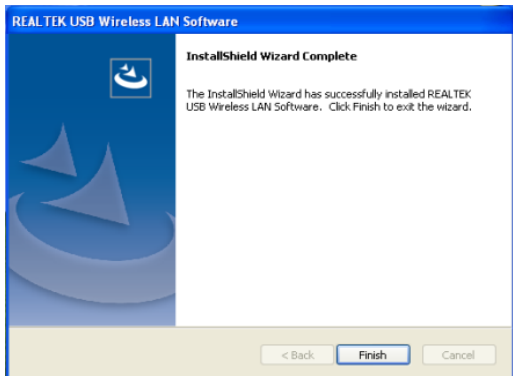 REALTEK USB Wireless LAN Software
InstallShield Wizard Complete
The InstallShield Wizard has successfully installed REALTEK
USB Wireless LAN Software. Click Finish to exit the wizard.
< Back Finish Cancel